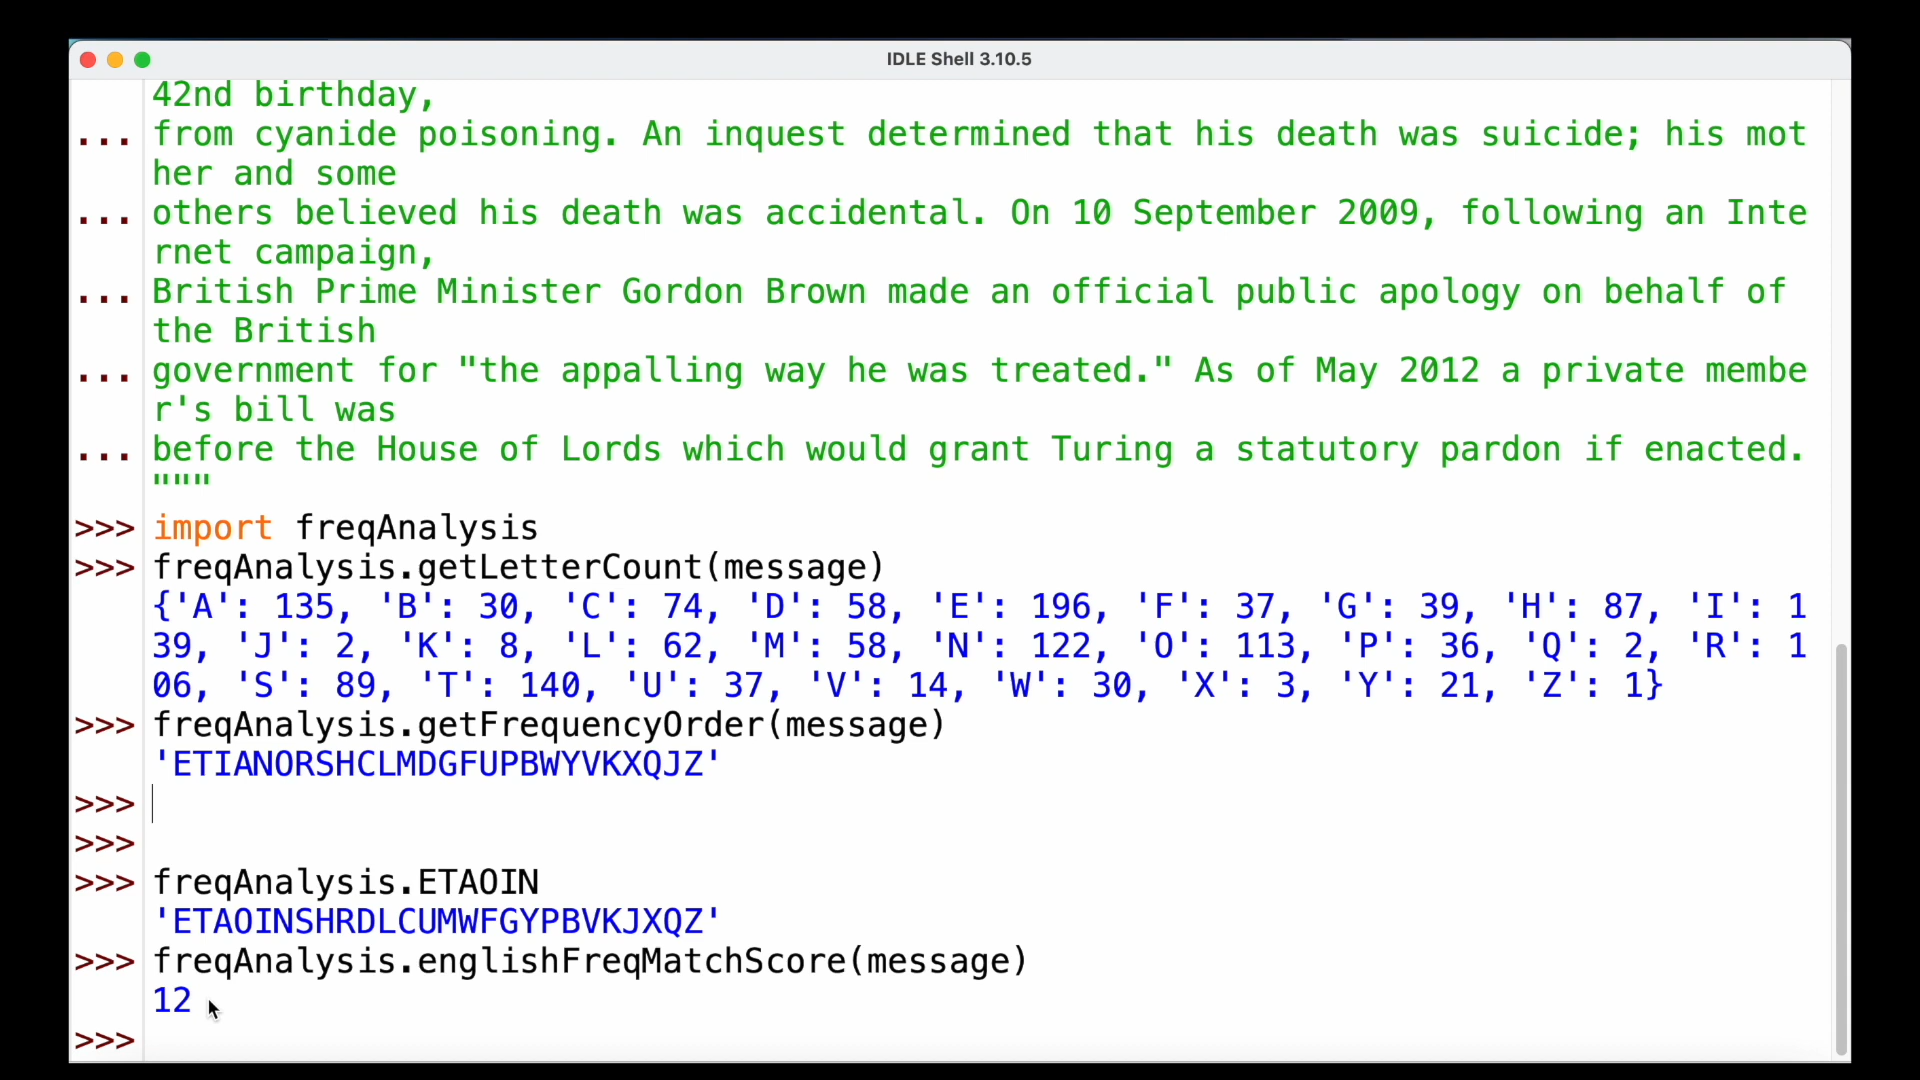 IDLE Shell 3.10.5
42nd birthday,
... from cyanide poisoning. An inquest determined that his death was suicide; his mot
her and some
... others believed his death was accidental. On 10 September 2009, following an Inte
rnet campaign,
... British Prime Minister Gordon Brown made an official public apology on behalf of
the British
... government for "the appalling way he was treated." As of May 2012 a private membe
r's bill was
... before the House of Lords which would grant Turing a statutory pardon if enacted.
"""
>>> import freqAnalysis
>>> freqAnalysis.getLetterCount(message)
{'A': 135, 'B': 30, 'C': 74, 'D': 58, 'E': 196, 'F': 37, 'G': 39, 'H': 87, 'I': 1
39, 'J': 2, 'K': 8, 'L': 62, 'M': 58, 'N': 122, 'O': 113, 'P': 36, 'Q': 2, 'R': 1
06, 'S': 89, 'T': 140, 'U': 37, 'V': 14, 'W': 30, 'X': 3, 'Y': 21, 'Z': 1}
>>> freqAnalysis.getFrequencyOrder(message)
'ETIANORSHCLMDGFUPBWYVKXQJZ'
>>>
>>>
>>> freqAnalysis.ETAOIN
'ETAOINSHRDLCUMWFGYPBVKJXQZ'
>>> freqAnalysis.englishFreqMatchScore(message)
12
>>>